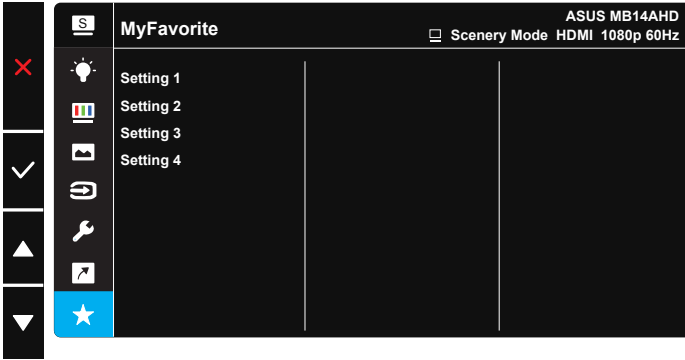 S
MyFavorite
ASUS MB14AHD
Scenery Mode HDMI 1080p 60Hz
Setting 1
Setting 2
Setting 3
Setting 4